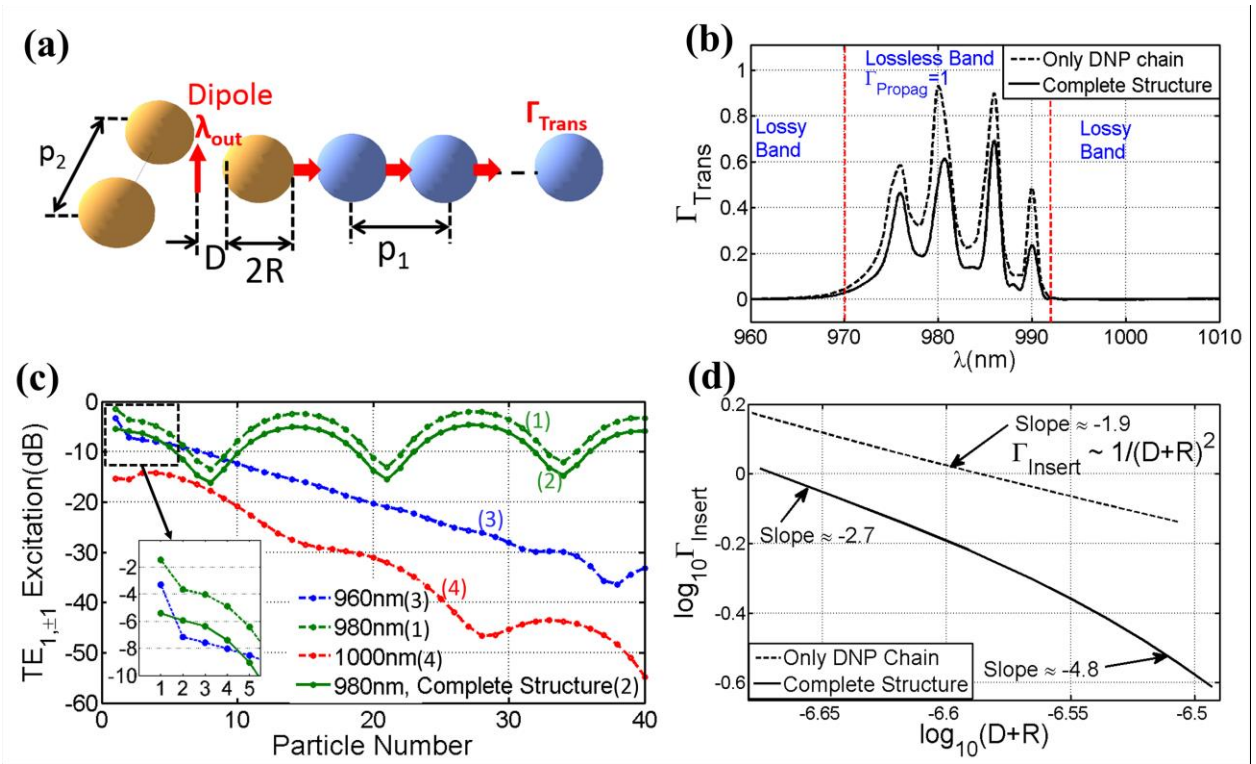 (a)
Dipole
λout
ΓTrans
p2
D
2R
p1
(b)
Lossless Band
ΓPropag =1
Only DNP chain
Complete Structure
Lossy
Band
Lossy
Band
ΓTrans
1
0.8
0.6
0.4
0.2
0
960
970
980
990
1000
1010
λ(nm)
(c)
TE1,±1 Excitation(dB)
0
-10
-20
-30
-40
-50
-60
(1)
(2)
(3)
(4)
-2
-4
-6
-8
-10
1 2 3 4 5
960nm(3)
980nm(1)
1000nm(4)
980nm, Complete Structure(2)
0
10
20
30
40
Particle Number
(d)
log10ΓInsert
0.2
0
-0.2
-0.4
-0.6
Slope ≈ -1.9
ΓInsert ~ 1/(D+R)2
Slope ≈ -2.7
Slope ≈ -4.8
Only DNP Chain
Complete Structure
-6.65
-6.6
-6.55
-6.5
log10(D+R)